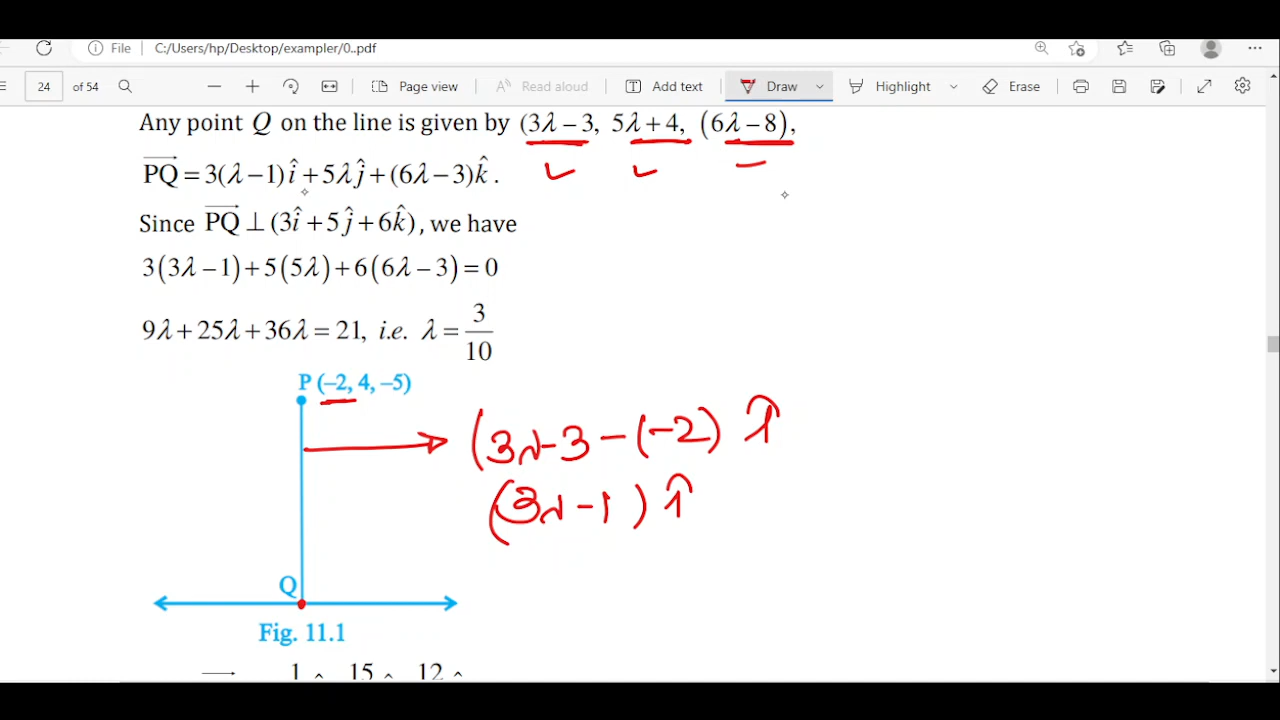 File C:/Users/hp/Desktop/exampler/0..pdf
24 of 54 Page view Read aloud Add text Draw Highlight Erase
Any point Q on the line is given by (3λ−3, 5λ+4, (6λ−8),
PQ = 3(λ−1)î+5λĵ+(6λ−3)k̂.
Since PQ ⊥ (3î+5ĵ+6k̂), we have
3(3λ−1)+5(5λ)+6(6λ−3)=0
9λ+25λ+36λ=21, i.e. λ= 3/10
P (−2, 4, −5)
(3λ−3−(−2) î
(3λ−1) î
Q
Fig. 11.1
1 15 12